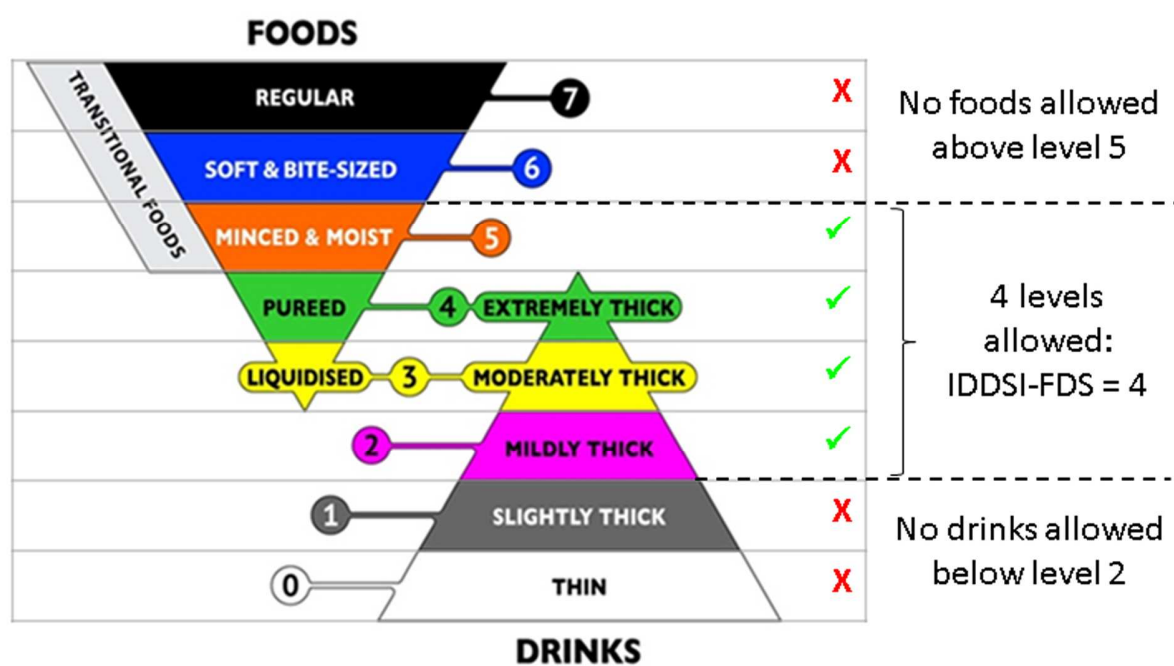 FOODS
TRANSITIONAL FOODS
REGULAR
7
X
No foods allowed
above level 5
SOFT & BITE-SIZED
6
X
MINCED & MOIST
5
✓
PUREED
4
EXTREMELY THICK
✓
4 levels
allowed:
IDDSI-FDS = 4
LIQUIDISED
3
MODERATELY THICK
✓
2
MILDLY THICK
✓
1
SLIGHTLY THICK
X
No drinks allowed
below level 2
0
THIN
X
DRINKS